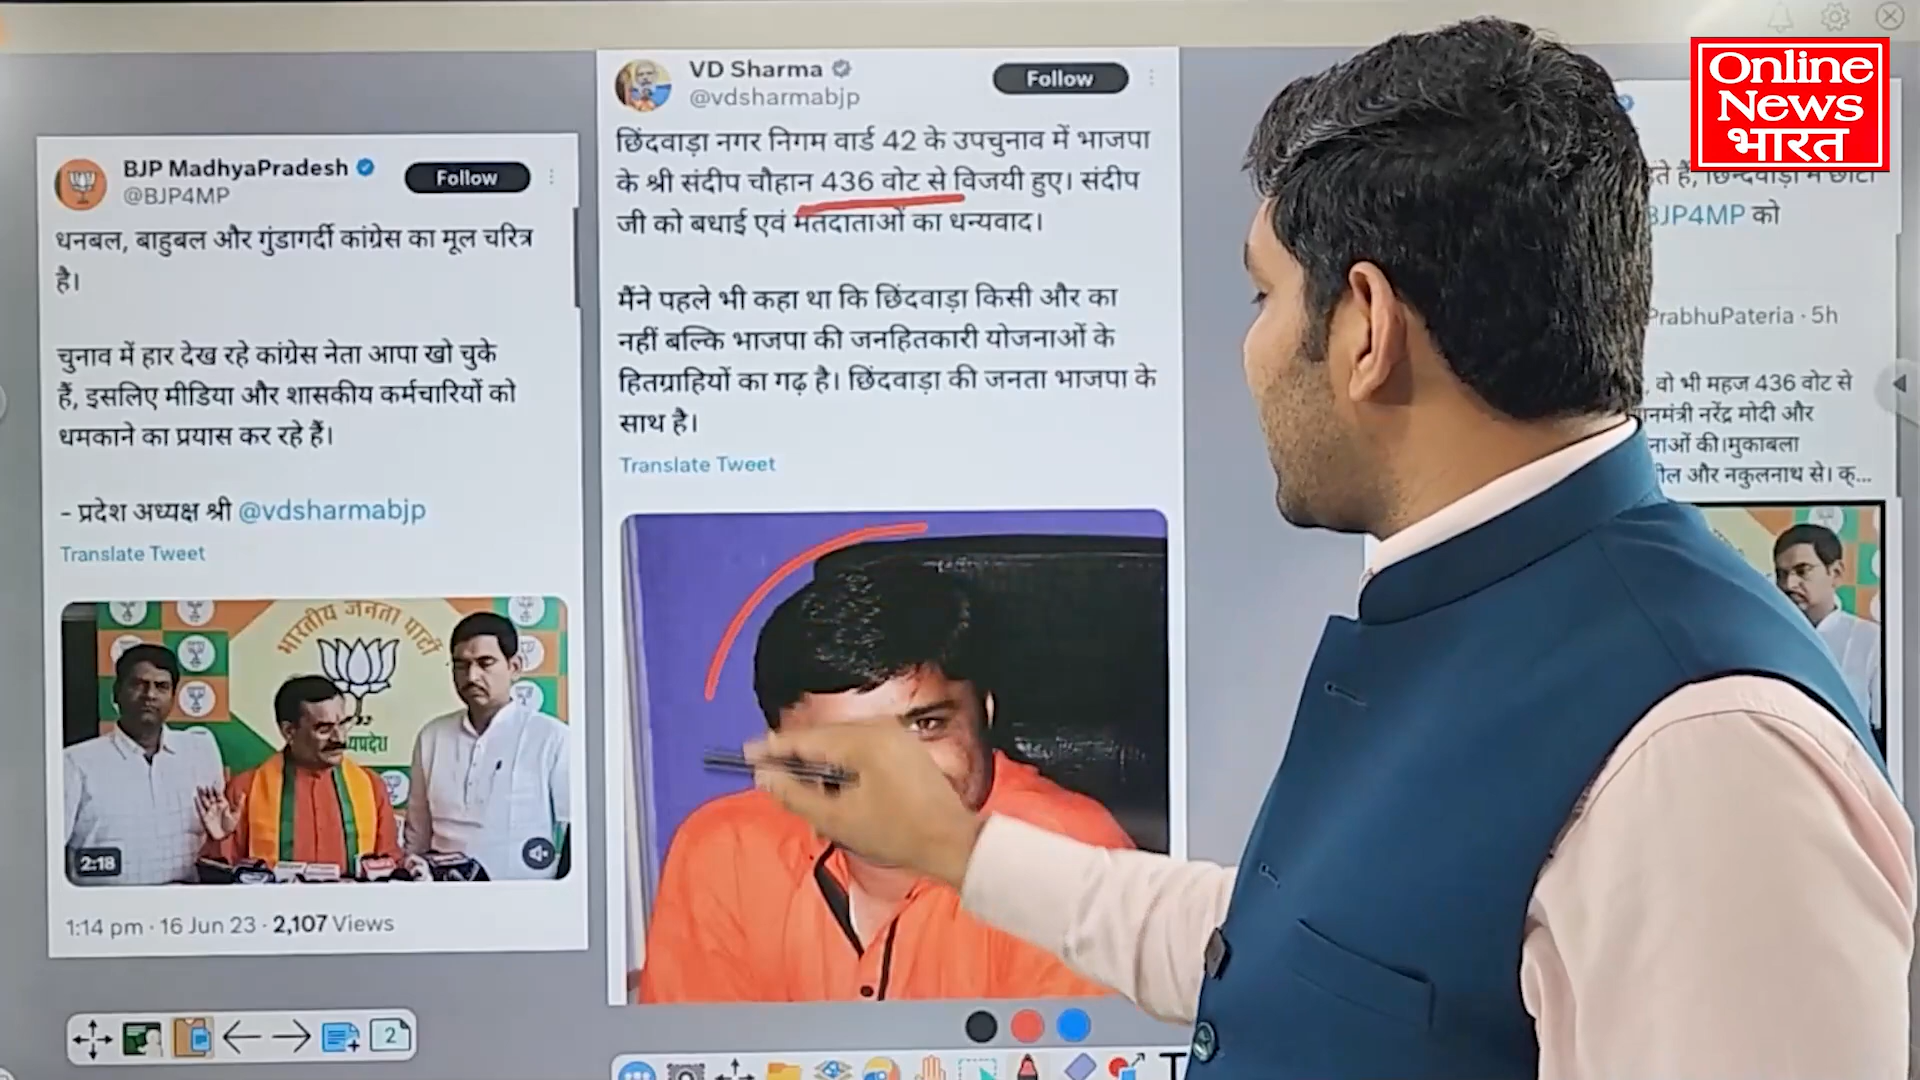 Online
News
भारत
BJP MadhyaPradesh
@BJP4MP
Follow
धनबल, बाहुबल और गुंडागर्दी कांग्रेस का मूल चरित्र
है।
चुनाव में हार देख रहे कांग्रेस नेता आपा खो चुके
हैं, इसलिए मीडिया और शासकीय कर्मचारियों को
धमकाने का प्रयास कर रहे हैं।
- प्रदेश अध्यक्ष श्री @vdsharmabjp
Translate Tweet
भारतीय जनता पार्टी
2:18
1:14 pm · 16 Jun 23 · 2,107 Views
2
VD Sharma
@vdsharmabjp
Follow
छिंदवाड़ा नगर निगम वार्ड 42 के उपचुनाव में भाजपा
के श्री संदीप चौहान 436 वोट से विजयी हुए। संदीप
जी को बधाई एवं मतदाताओं का धन्यवाद।
मैंने पहले भी कहा था कि छिंदवाड़ा किसी और का
नहीं बल्कि भाजपा की जनहितकारी योजनाओं के
हितग्राहियों का गढ़ है। छिंदवाड़ा की जनता भाजपा के
साथ है।
Translate Tweet
BJP4MP को
PrabhuPateria · 5h
वो भी महज 436 वोट से
नरेंद्र मोदी और
की।मुकाबला
और नकुलनाथ से। क्...